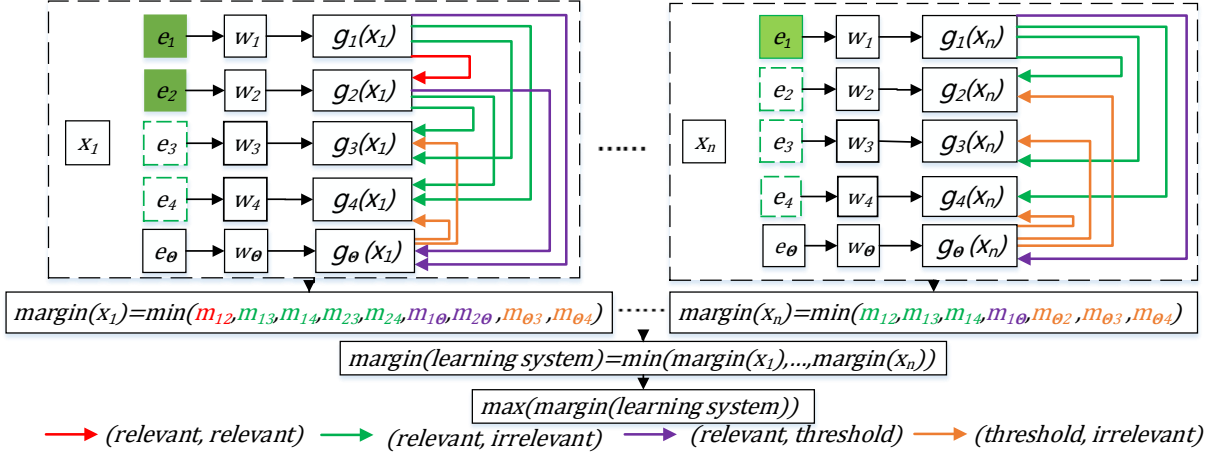 e1 w1 g1(x1) e1 w1 g1(xn)
e2 w2 g2(x1) e2 w2 g2(xn)
x1 e3 w3 g3(x1) ...... xn e3 w3 g3(xn)
e4 w4 g4(x1) e4 w4 g4(xn)
eθ wθ gθ(x1) eθ wθ gθ(xn)
margin(x1)=min(m12,m13,m14,m23,m24,m1θ,m2θ,mθ3,mθ4) ...... margin(xn)=min(m12,m13,m14,m1θ,mθ2,mθ3,mθ4)
margin(learning system)=min(margin(x1),...,margin(xn))
max(margin(learning system))
(relevant, relevant) (relevant, irrelevant) (relevant, threshold) (threshold, irrelevant)